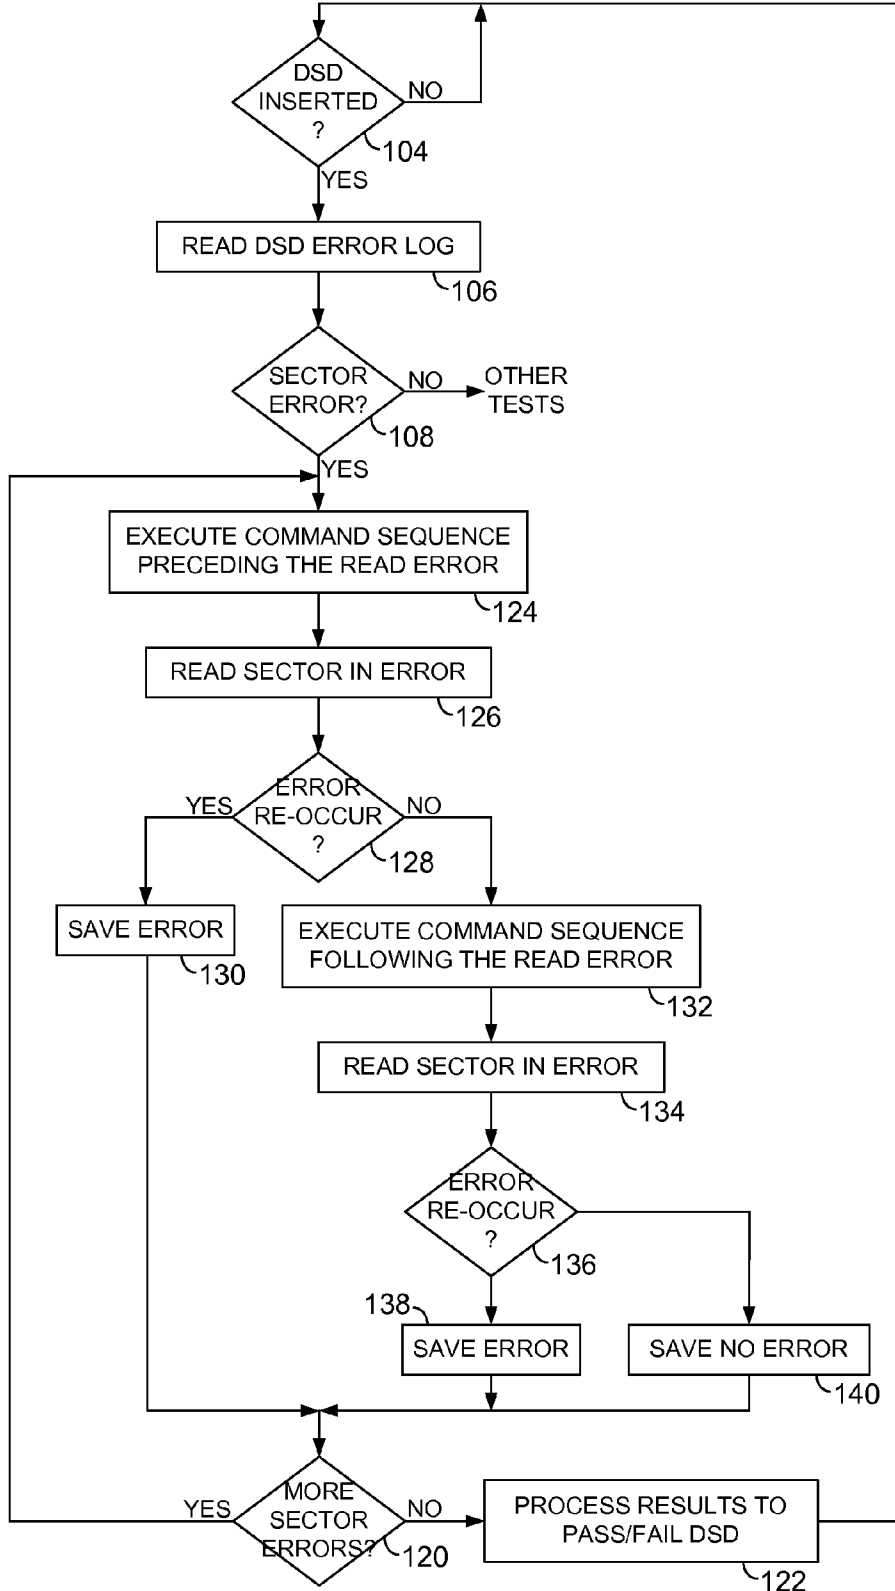 DSD
INSERTED
?
NO
104
YES
READ DSD ERROR LOG
106
SECTOR
ERROR?
NO
OTHER
TESTS
108
YES
EXECUTE COMMAND SEQUENCE
PRECEDING THE READ ERROR
124
READ SECTOR IN ERROR
126
ERROR
RE-OCCUR
?
YES
NO
128
SAVE ERROR
130
EXECUTE COMMAND SEQUENCE
FOLLOWING THE READ ERROR
132
READ SECTOR IN ERROR
134
ERROR
RE-OCCUR
?
136
138
SAVE ERROR
SAVE NO ERROR
140
YES
MORE
SECTOR
ERRORS?
NO
120
PROCESS RESULTS TO
PASS/FAIL DSD
122